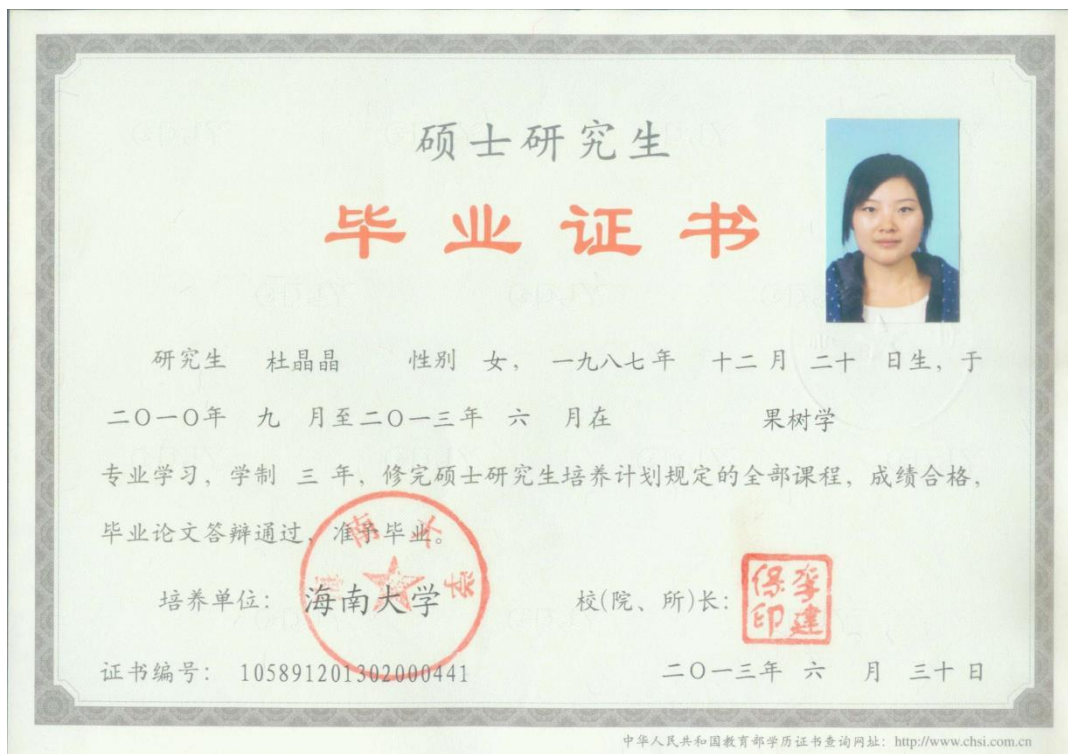 硕士研究生
毕业证书
研究生 杜晶晶 性别 女, 一九八七年 十二月 二十 日生, 于
二〇一〇年 九 月至二〇一三年 六 月在 果树学
专业学习, 学制 三 年, 修完硕士研究生培养计划规定的全部课程, 成绩合格,
毕业论文答辩通过, 准予毕业。
海南大学
培养单位: 海南大学 校(院、所)长: 李建保印
证书编号: 105891201302000441 二〇一三年 六 月 三十 日
中华人民共和国教育部学历证书查询网址: http://www.chsi.com.cn